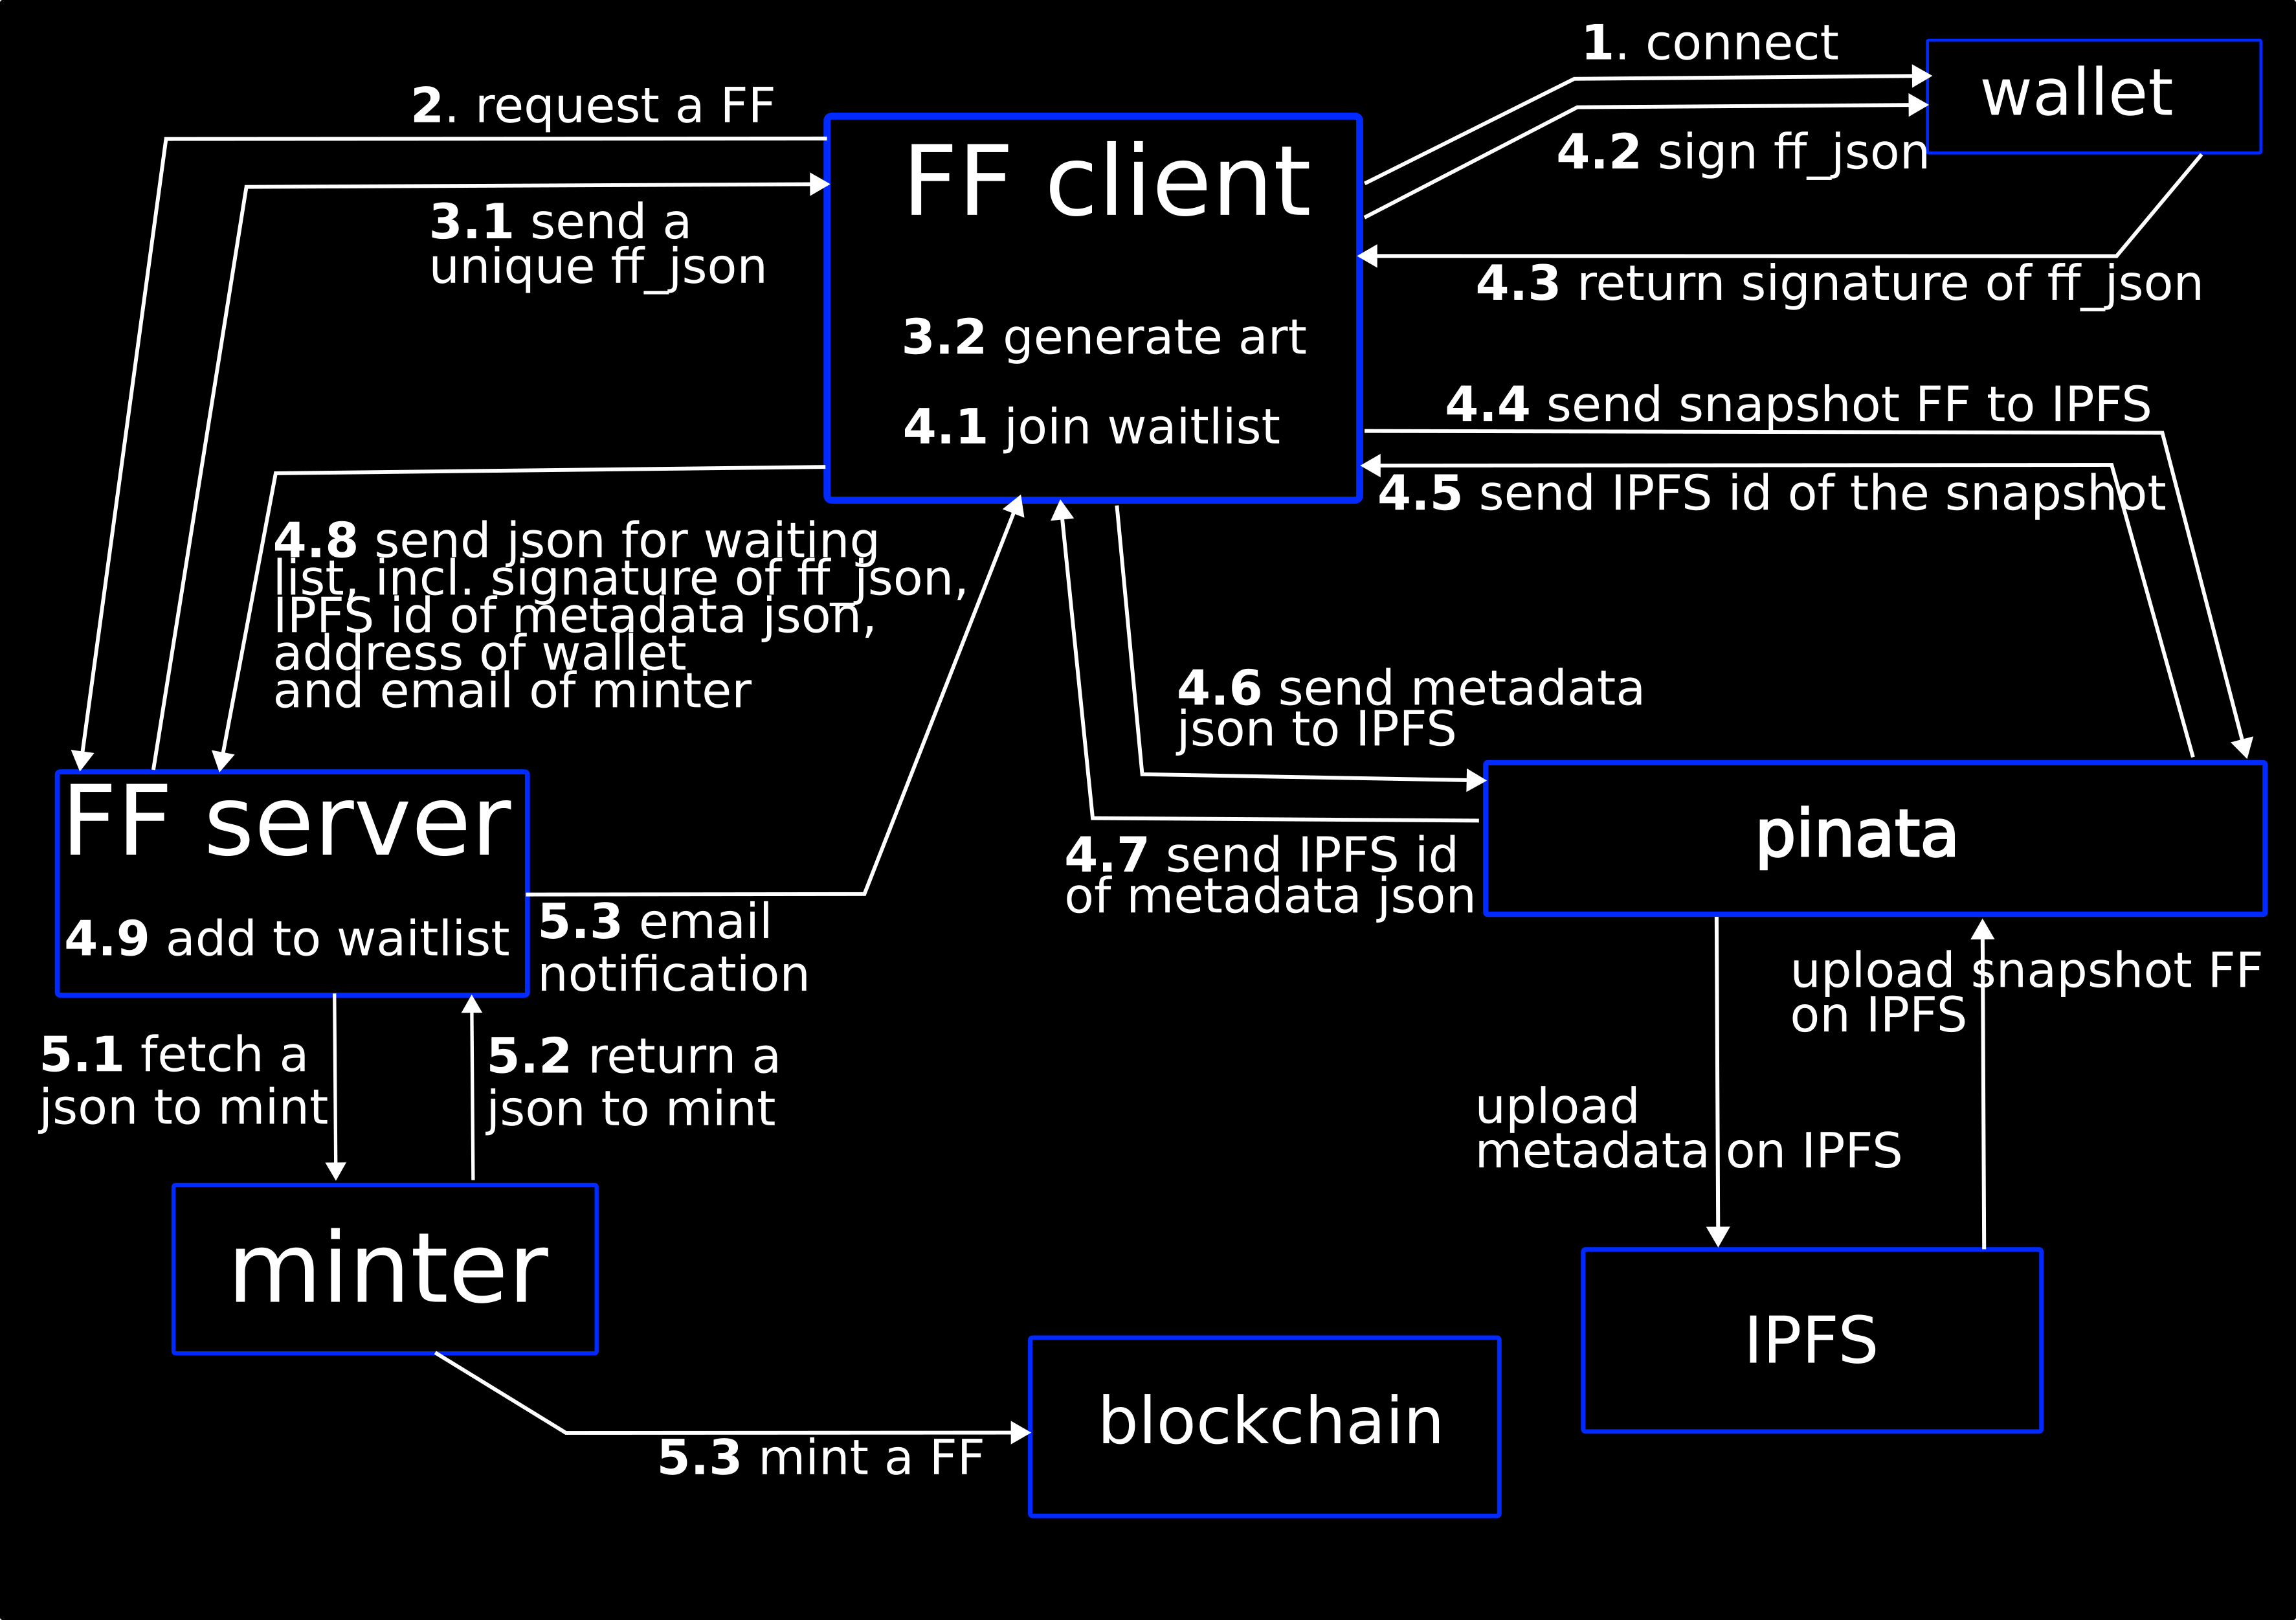 1. connect
wallet
2. request a FF
FF client
4.2 sign ff_json
3.1 send a
unique ff_json
4.3 return signature of ff_json
3.2 generate art
4.4 send snapshot FF to IPFS
4.1 join waitlist
4.5 send IPFS id of the snapshot
4.8 send json for waiting
list, incl. signature of ff_json,
IPFS id of metadata json,
address of wallet
and email of minter
4.6 send metadata
json to IPFS
FF server
pinata
4.7 send IPFS id
of metadata json
4.9 add to waitlist
5.3 email
notification
upload snapshot FF
on IPFS
5.1 fetch a
json to mint
5.2 return a
json to mint
upload
metadata on IPFS
minter
IPFS
blockchain
5.3 mint a FF